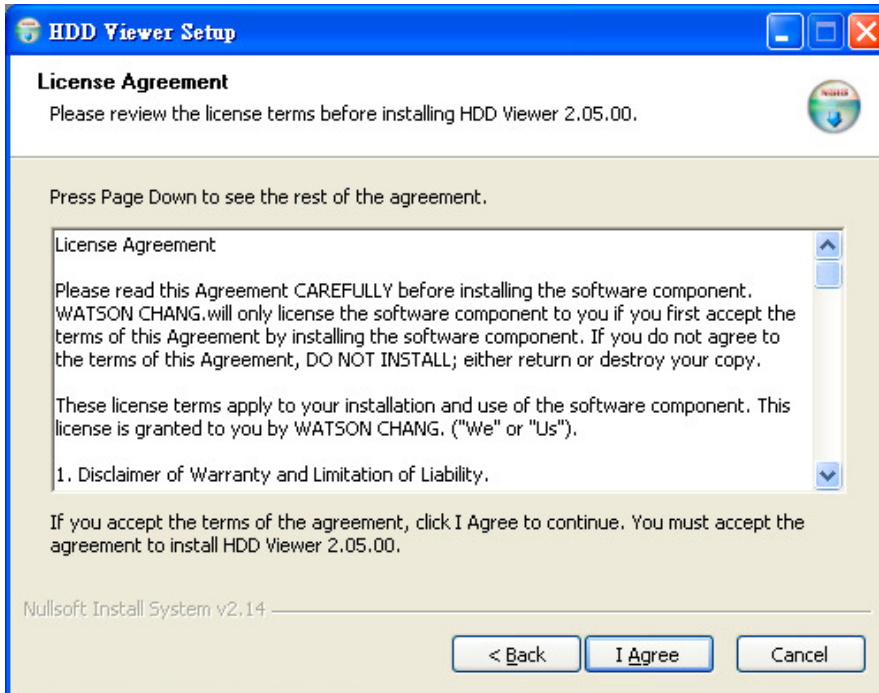 HDD Viewer Setup
License Agreement
Please review the license terms before installing HDD Viewer 2.05.00.
Press Page Down to see the rest of the agreement.
License Agreement
Please read this Agreement CAREFULLY before installing the software component.
WATSON CHANG.will only license the software component to you if you first accept the
terms of this Agreement by installing the software component. If you do not agree to
the terms of this Agreement, DO NOT INSTALL; either return or destroy your copy.
These license terms apply to your installation and use of the software component. This
license is granted to you by WATSON CHANG. ("We" or "Us").
1. Disclaimer of Warranty and Limitation of Liability.
If you accept the terms of the agreement, click I Agree to continue. You must accept the
agreement to install HDD Viewer 2.05.00.
Nullsoft Install System v2.14
< Back
I Agree
Cancel